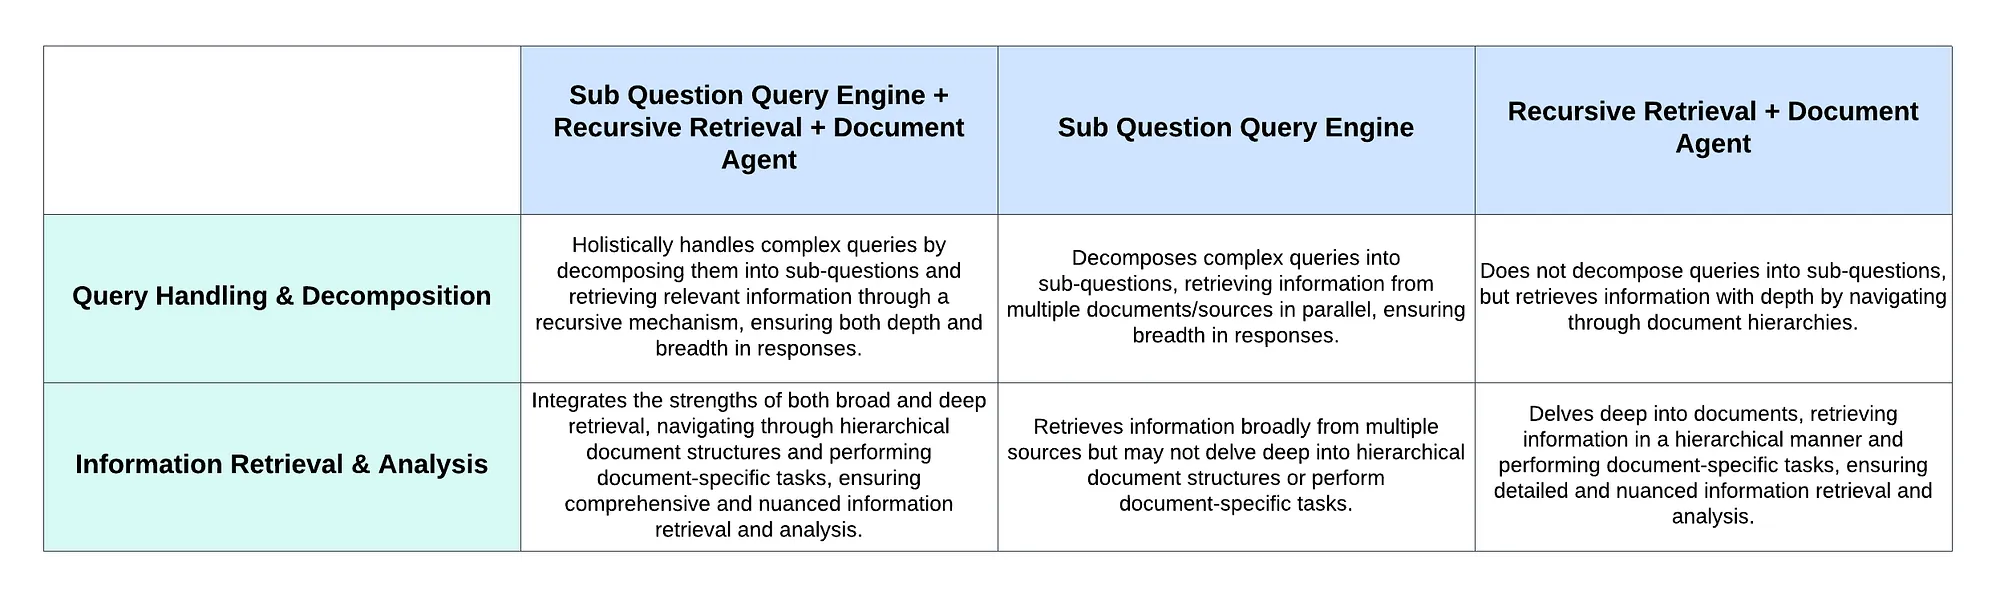 Sub Question Query Engine +
Recursive Retrieval + Document
Agent
Sub Question Query Engine
Recursive Retrieval + Document
Agent
Query Handling & Decomposition
Holistically handles complex queries by
decomposing them into sub-questions and
retrieving relevant information through a
recursive mechanism, ensuring both depth and
breadth in responses.
Decomposes complex queries into
sub-questions, retrieving information from
multiple documents/sources in parallel, ensuring
breadth in responses.
Does not decompose queries into sub-questions,
but retrieves information with depth by navigating
through document hierarchies.
Information Retrieval & Analysis
Integrates the strengths of both broad and deep
retrieval, navigating through hierarchical
document structures and performing
document-specific tasks, ensuring
comprehensive and nuanced information
retrieval and analysis.
Retrieves information broadly from multiple
sources but may not delve deep into hierarchical
document structures or perform
document-specific tasks.
Delves deep into documents, retrieving
information in a hierarchical manner and
performing document-specific tasks, ensuring
detailed and nuanced information retrieval and
analysis.